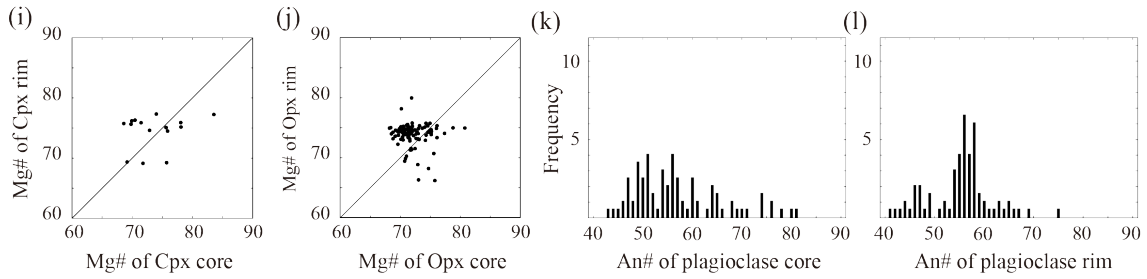 (i)
90
80
70
60
60 70 80 90
Mg# of Cpx rim
Mg# of Cpx core
(j)
90
80
70
60
60 70 80 90
Mg# of Opx rim
Mg# of Opx core
(k)
10
5
40 50 60 70 80 90
Frequency
An# of plagioclase core
(l)
10
5
40 50 60 70 80 90
An# of plagioclase rim